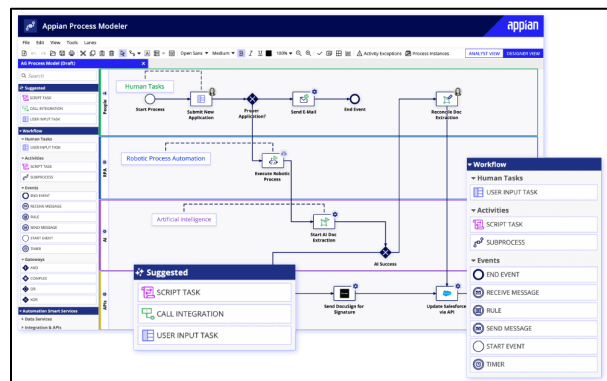 Appian Process Modeler
appian
File Edit View Tools Lanes
Open Sans Medium B I U 100% Activity Exceptions Process Instances ANALYST VIEW DESIGNER VIEW
AG Process Model (Draft) X
Search
Suggested
SCRIPT TASK
CALL INTEGRATION
USER INPUT TASK
Workflow
Human Tasks
USER INPUT TASK
Activities
SCRIPT TASK
SUBPROCESS
Events
END EVENT
RECEIVE MESSAGE
RULE
SEND MESSAGE
START EVENT
TIMER
Gateways
AND
COMPLEX
OR
XOR
Automation Smart Services
Data Services
Integration & APIs
People
Human Tasks
Start Process
Submit New
Application
Proper
Application?
Send E-Mail
End Event
Reconcile Doc
Extraction
RPA
Robotic Process Automation
Execute Robotic
Process
AI
Artificial Intelligence
Start AI Doc
Extraction
AI Success
APIs
Send DocuSign for
Signature
Update Salesforce
via API
Suggested
SCRIPT TASK
CALL INTEGRATION
USER INPUT TASK
Workflow
Human Tasks
USER INPUT TASK
Activities
SCRIPT TASK
SUBPROCESS
Events
END EVENT
RECEIVE MESSAGE
RULE
SEND MESSAGE
START EVENT
TIMER